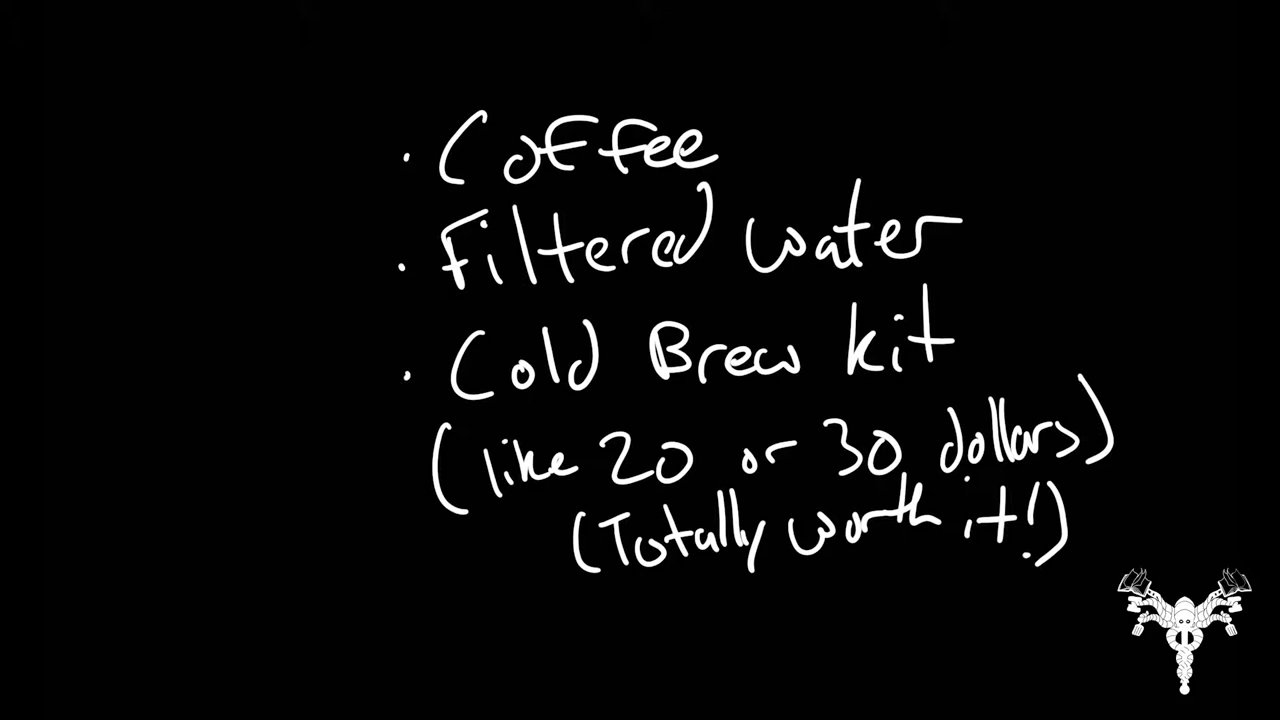 · Coffee
· Filtered water
· Cold Brew kit
(like 20 or 30 dollars)
(Totally worth it!)